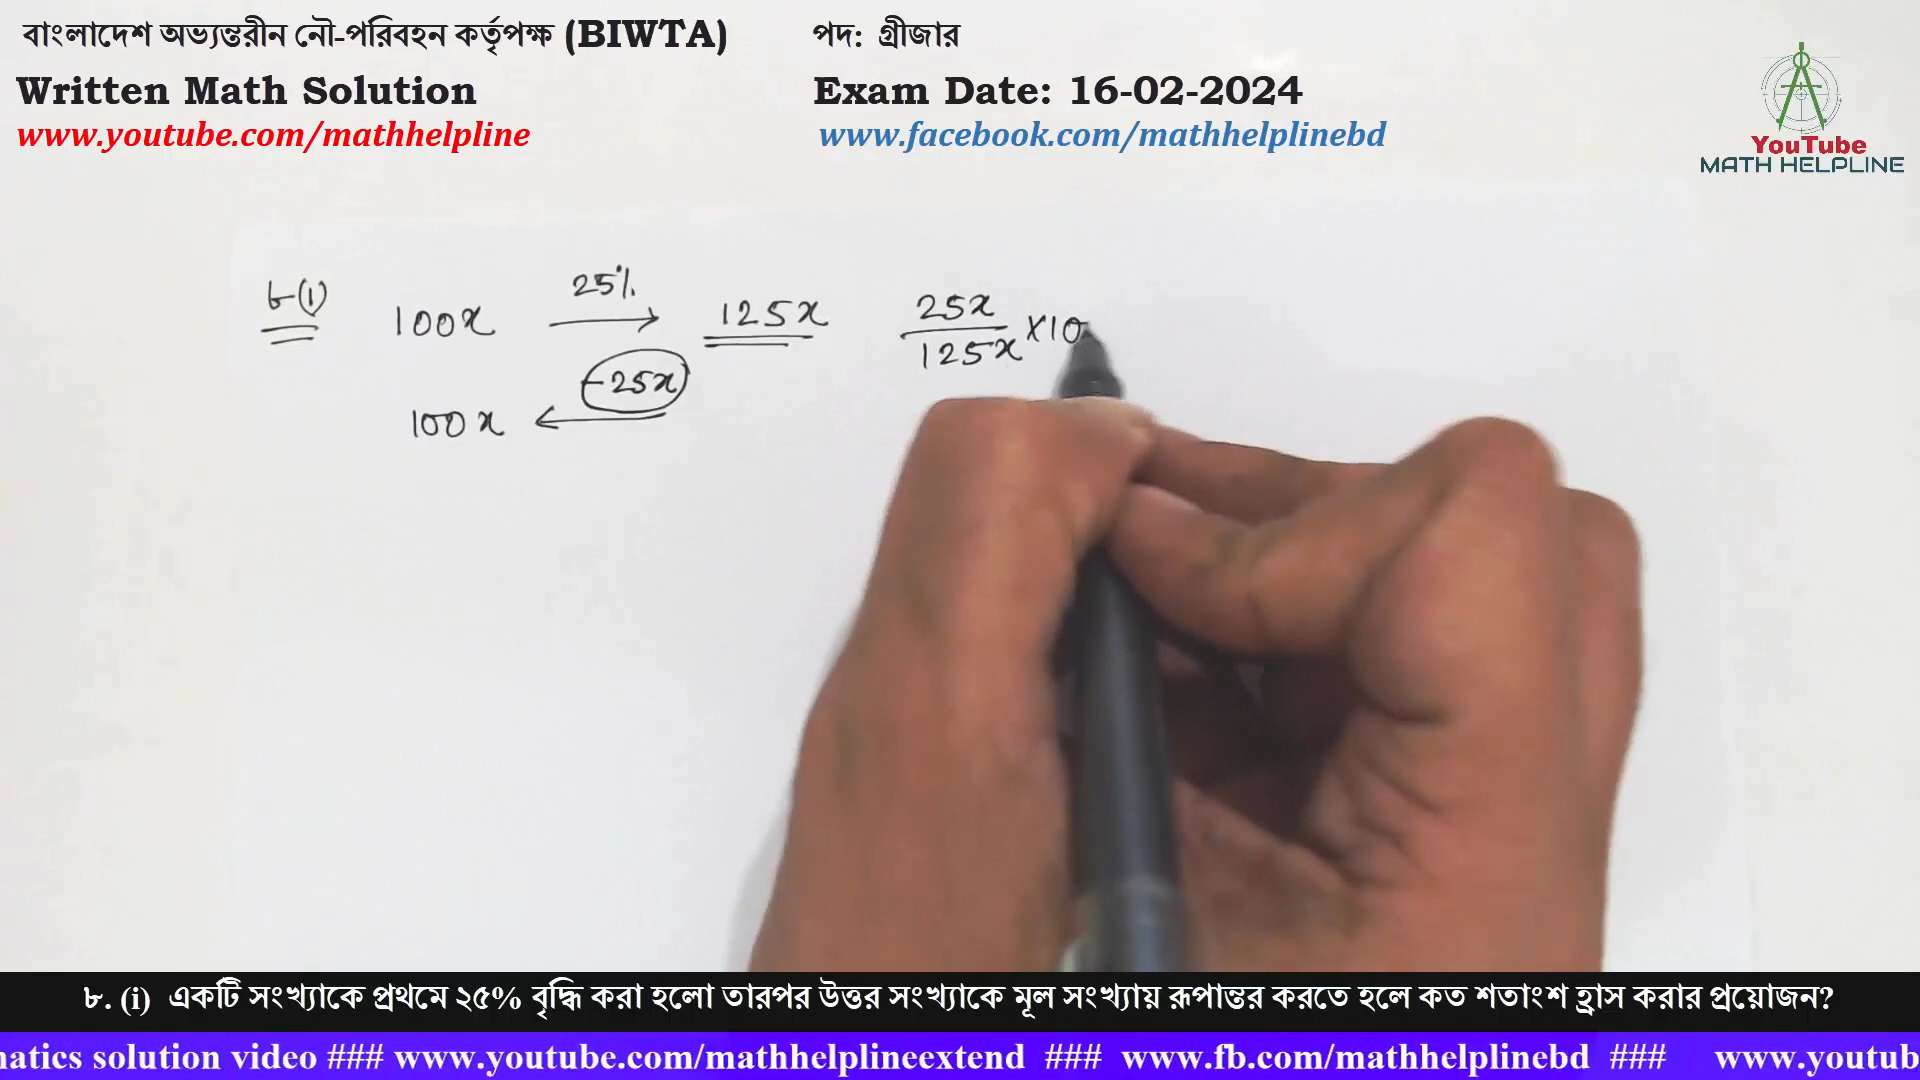 বাংলাদেশ অভ্যন্তরীন নৌ-পরিবহন কর্তৃপক্ষ (BIWTA) পদ: গ্রীজার
Written Math Solution Exam Date: 16-02-2024
www.youtube.com/mathhelpline www.facebook.com/mathhelplinebd
YouTube
MATH HELPLINE
৮(i) 100x 25% 125x 25x/125x × 10
-25x
100x
৮. (i) একটি সংখ্যাকে প্রথমে ২৫% বৃদ্ধি করা হলো তারপর উত্তর সংখ্যাকে মূল সংখ্যায় রূপান্তর করতে হলে কত শতাংশ হ্রাস করার প্রয়োজন?
natics solution video ### www.youtube.com/mathhelplineextend ### www.fb.com/mathhelplinebd ### www.youtub